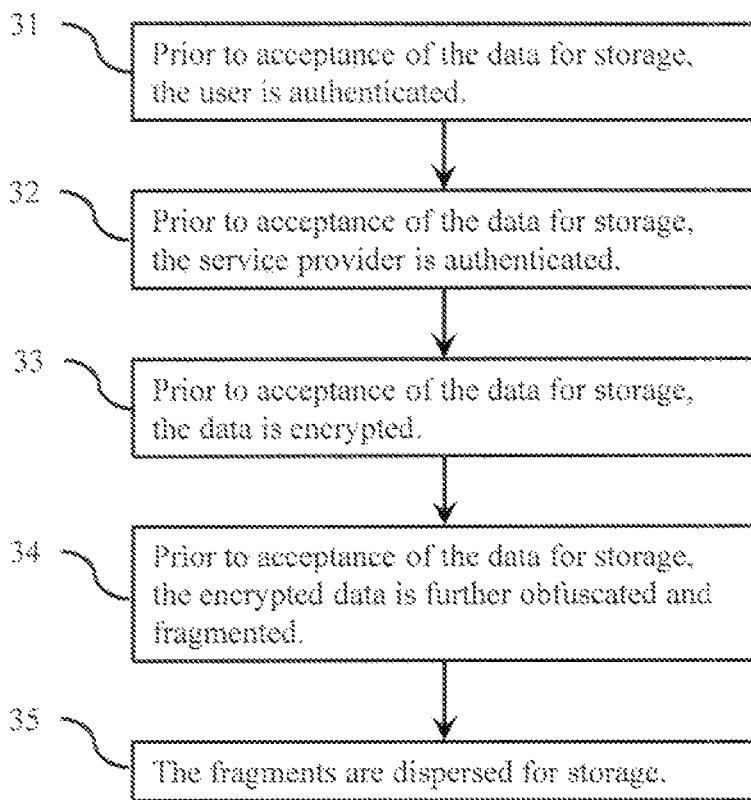 31
Prior to acceptance of the data for storage,
the user is authenticated.
32
Prior to acceptance of the data for storage,
the service provider is authenticated.
33
Prior to acceptance of the data for storage,
the data is encrypted.
34
Prior to acceptance of the data for storage,
the encrypted data is further obfuscated and
fragmented.
35
The fragments are dispersed for storage.